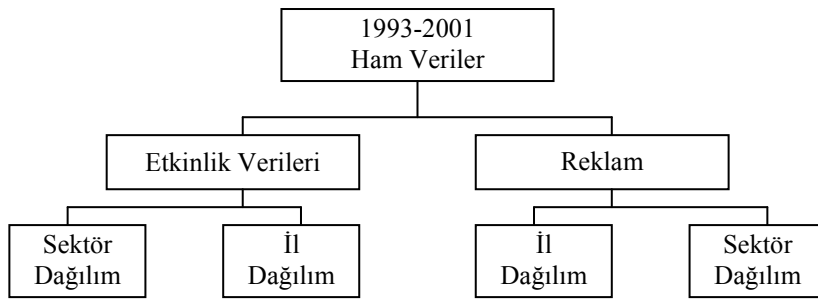 1993-2001
Ham Veriler
Etkinlik Verileri
Reklam
Sektör
Dağılım
İl
Dağılım
İl
Dağılım
Sektör
Dağılım